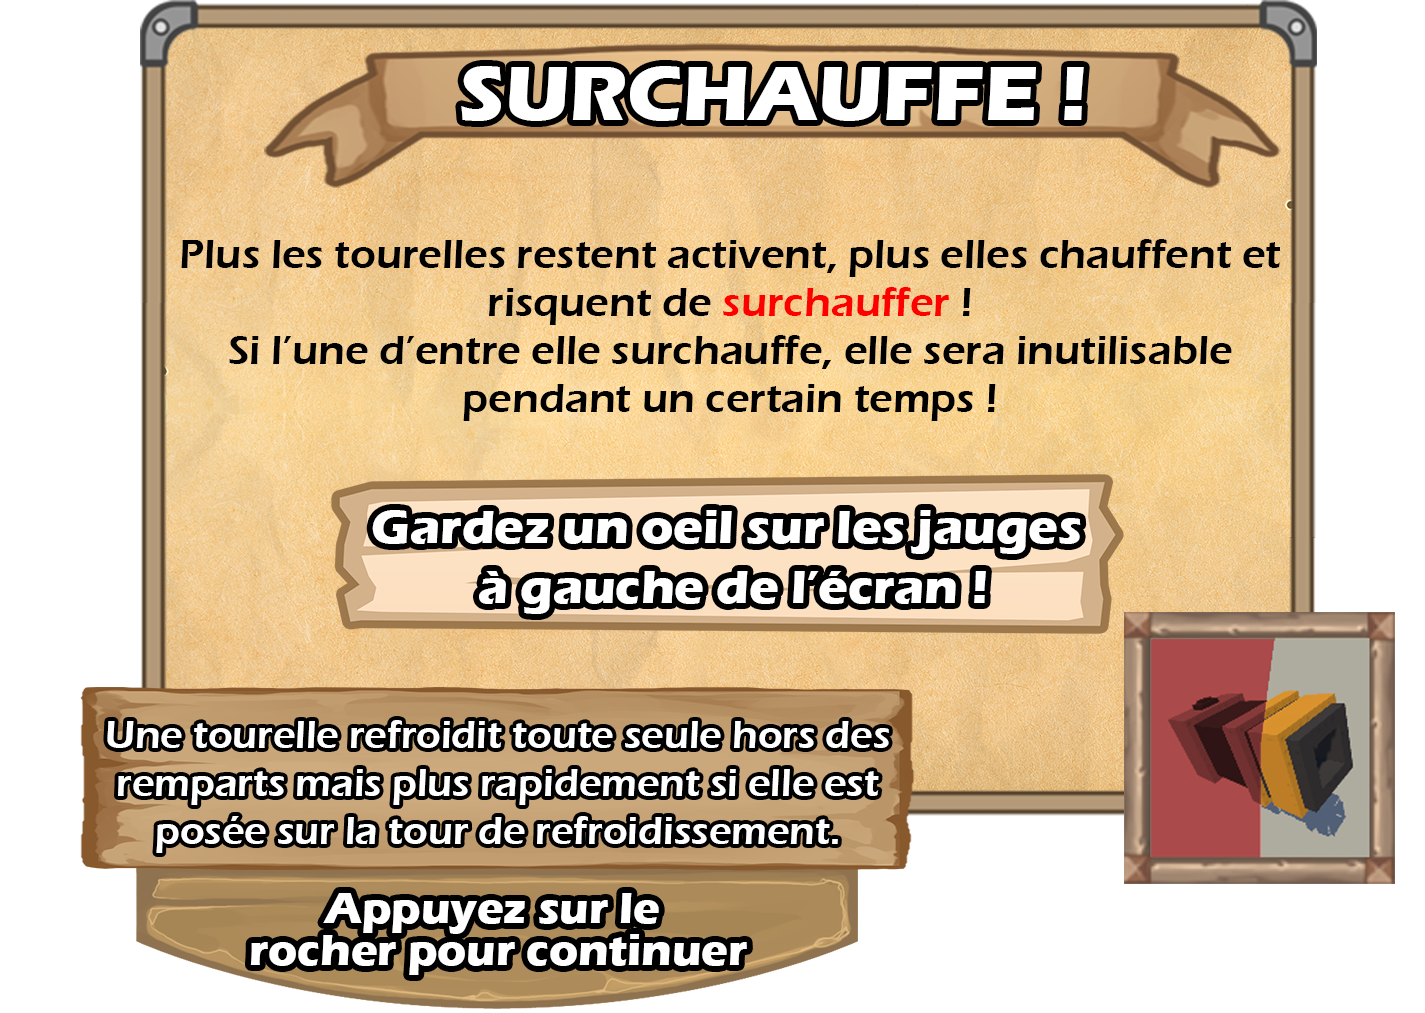 SURCHAUFFE !
Plus les tourelles restent activent, plus elles chauffent et
risquent de surchauffer !
Si l’une d’entre elle surchauffe, elle sera inutilisable
pendant un certain temps !
Gardez un oeil sur les jauges
à gauche de l’écran !
Une tourelle refroidit toute seule hors des
remparts mais plus rapidement si elle est
posée sur la tour de refroidissement.
Appuyez sur le
rocher pour continuer